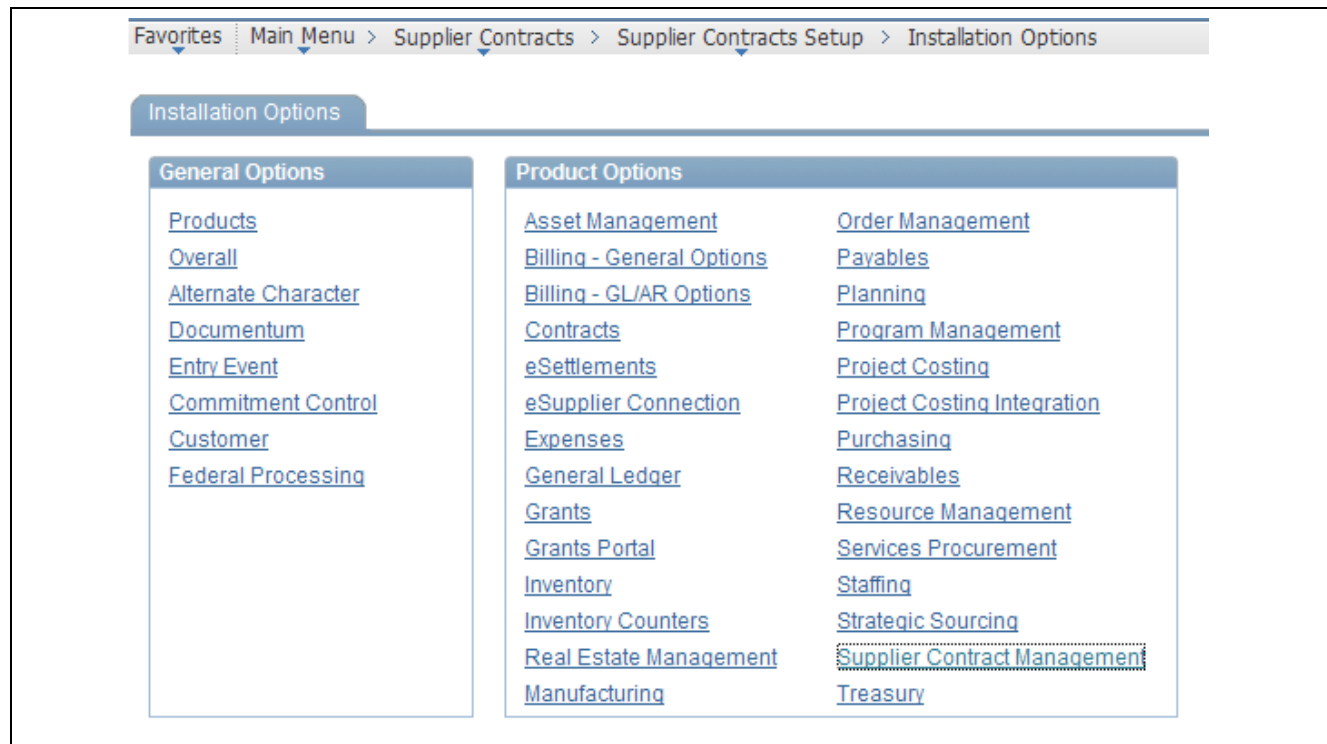 Favorites Main Menu > Supplier Contracts > Supplier Contracts Setup > Installation Options
Installation Options
General Options
Products
Overall
Alternate Character
Documentum
Entry Event
Commitment Control
Customer
Federal Processing
Product Options
Asset Management
Billing - General Options
Billing - GL/AR Options
Contracts
eSettlements
eSupplier Connection
Expenses
General Ledger
Grants
Grants Portal
Inventory
Inventory Counters
Real Estate Management
Manufacturing
Order Management
Payables
Planning
Program Management
Project Costing
Project Costing Integration
Purchasing
Receivables
Resource Management
Services Procurement
Staffing
Strategic Sourcing
Supplier Contract Management
Treasury